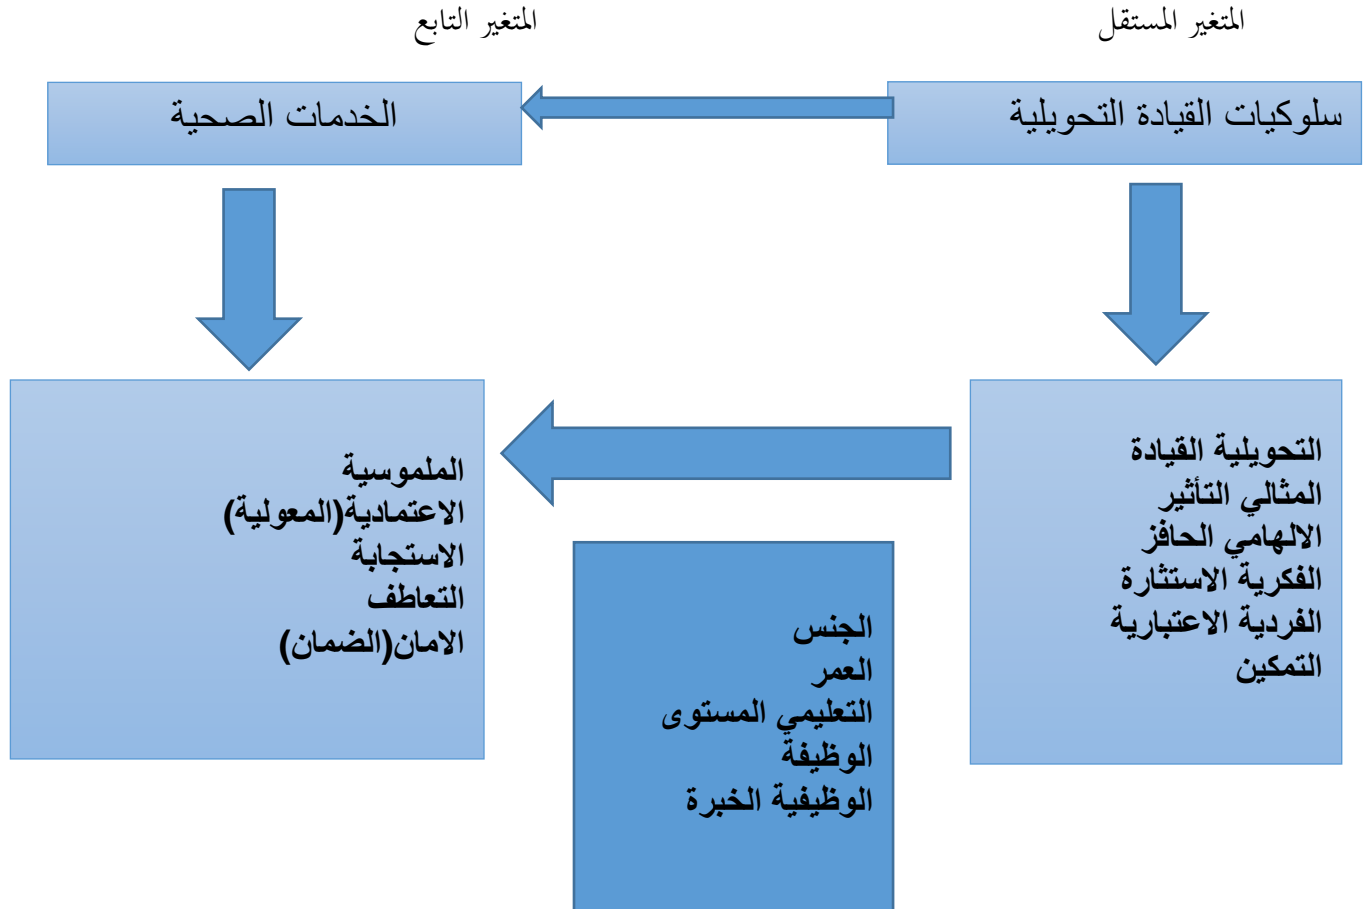 المتغير المستقل
المتغير التابع
سلوكيات القيادة التحويلية
الخدمات الصحية
التحويلية القيادة
المثالي التأثير
الالهامي الحافز
الفكرية الاستثارة
الفردية الاعتبارية
التمكين
الملموسية
الاعتمادية(المعولية)
الاستجابة
التعاطف
الامان(الضمان)
الجنس
العمر
التعليمي المستوى
الوظيفة
الوظيفية الخبرة